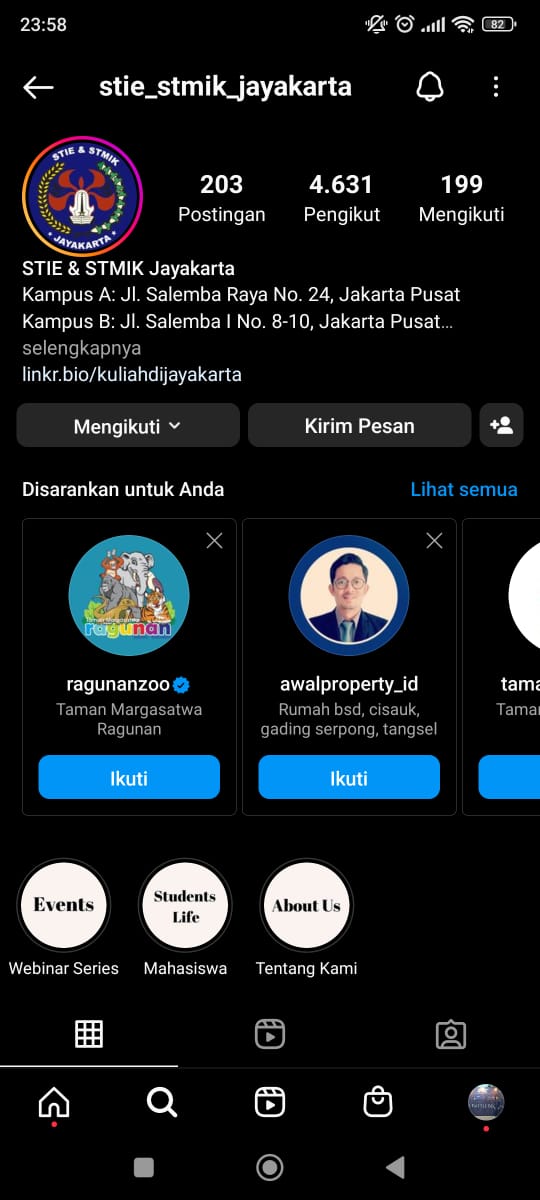 23:58
82
stie_stmik_jayakarta
STIE & STMIK
JAYAKARTA
203
Postingan
4.631
Pengikut
199
Mengikuti
STIE & STMIK Jayakarta
Kampus A: Jl. Salemba Raya No. 24, Jakarta Pusat
Kampus B: Jl. Salemba I No. 8-10, Jakarta Pusat...
selengkapnya
linkr.bio/kuliahdijayakarta
Mengikuti
Kirim Pesan
Disarankan untuk Anda
Lihat semua
Taman Margasatwa
ragunan
ragunanzoo
Taman Margasatwa
Ragunan
Ikuti
awalproperty_id
Rumah bsd, cisauk,
gading serpong, tangsel
Ikuti
tama
Taman
Events
Students
Life
About Us
Webinar Series
Mahasiswa
Tentang Kami